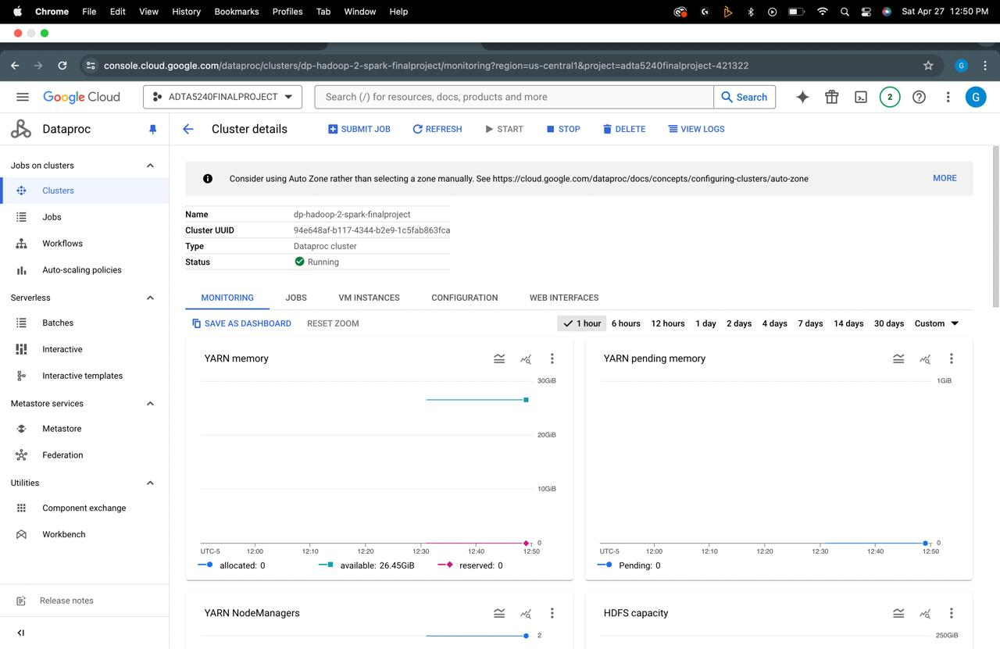 Chrome File Edit View History Bookmarks Profiles Tab Window Help Sat Apr 27 12:50 PM
console.cloud.google.com/dataproc/clusters/dp-hadoop-2-spark-finalproject/monitoring?region=us-central1&project=adta5240finalproject-421322 G
Google Cloud ADTA5240FINALPROJECT Search (/) for resources, docs, products and more Search 2 G
Dataproc
Jobs on clusters
Clusters
Jobs
Workflows
Auto-scaling policies
Serverless
Batches
Interactive
Interactive templates
Metastore services
Metastore
Federation
Utilities
Component exchange
Workbench
Release notes
Cluster details SUBMIT JOB REFRESH START STOP DELETE VIEW LOGS
Consider using Auto Zone rather than selecting a zone manually. See https://cloud.google.com/dataproc/docs/concepts/configuring-clusters/auto-zone MORE
Name dp-hadoop-2-spark-finalproject
Cluster UUID 94e648af-b117-4344-b2e9-1c5fab863fca
Type Dataproc cluster
Status Running
MONITORING JOBS VM INSTANCES CONFIGURATION WEB INTERFACES
SAVE AS DASHBOARD RESET ZOOM 1 hour 6 hours 12 hours 1 day 2 days 4 days 7 days 14 days 30 days Custom
YARN memory
30GiB
20GiB
10GiB
0
UTC-5 12:00 12:10 12:20 12:30 12:40 12:50
allocated: 0 available: 26.45GiB reserved: 0
YARN pending memory
1GiB
0
UTC-5 12:00 12:10 12:20 12:30 12:40 12:50
Pending: 0
YARN NodeManagers
2
HDFS capacity
250GiB